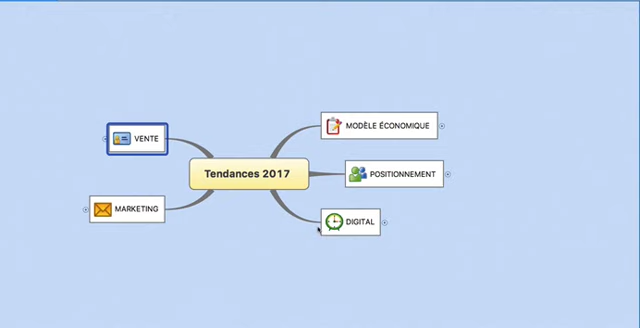 VENTE
MODÈLE ÉCONOMIQUE
Tendances 2017
POSITIONNEMENT
MARKETING
DIGITAL